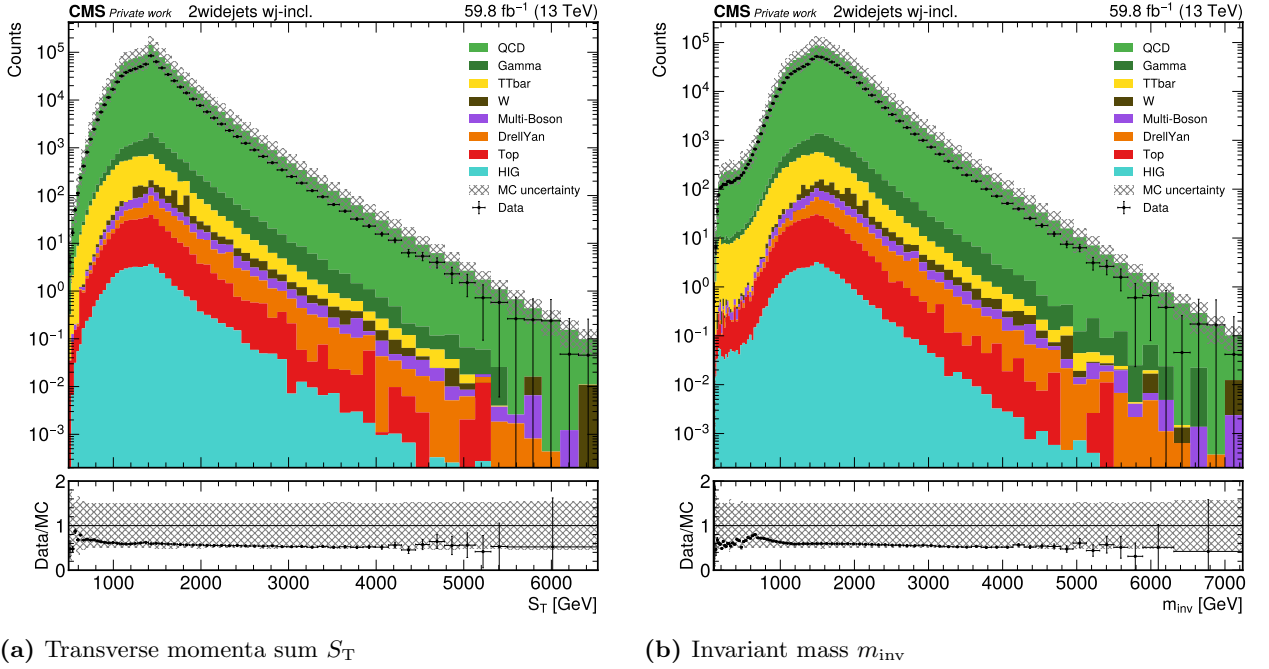 CMS Private work 2widejets wj-incl. 59.8 fb⁻¹ (13 TeV)
Counts
10⁵
10⁴
10³
10²
10¹
10⁰
10⁻¹
10⁻²
10⁻³
QCD
Gamma
TTbar
W
Multi-Boson
DrellYan
Top
HIG
MC uncertainty
Data
Data/MC
2
1
0
1000 2000 3000 4000 5000 6000
S_T [GeV]
(a) Transverse momenta sum S_T
CMS Private work 2widejets wj-incl. 59.8 fb⁻¹ (13 TeV)
Counts
10⁵
10⁴
10³
10²
10¹
10⁰
10⁻¹
10⁻²
10⁻³
QCD
Gamma
TTbar
W
Multi-Boson
DrellYan
Top
HIG
MC uncertainty
Data
Data/MC
2
1
0
1000 2000 3000 4000 5000 6000 7000
m_inv [GeV]
(b) Invariant mass m_inv